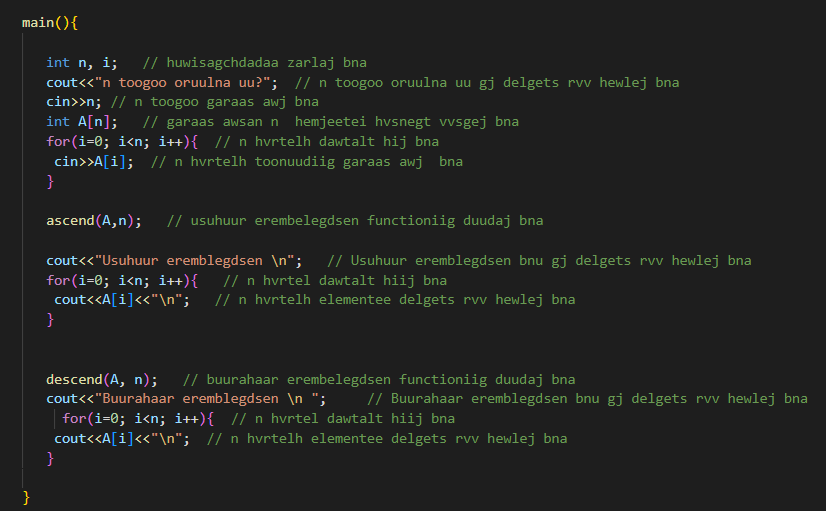 main(){
int n, i;   // huwisagchdadaa zarlaj bna
cout<<"n toogoo oruulna uu?";  // n toogoo oruulna uu gj delgets rvv hewlej bna
cin>>n; // n toogoo garaas awj bna
int A[n];   // garaas awsan n  hemjeetei hvsnegt vvsgej bna
for(i=0; i<n; i++){  // n hvrtelh dawtalt hij bna
cin>>A[i];  // n hvrtelh toonuudiig garaas awj  bna
}
ascend(A,n);   // usuhuur erembelegdsen functioniig duudaj bna
cout<<"Usuhuur eremblegdsen \n";   // Usuhuur eremblegdsen bnu gj delgets rvv hewlej bna
for(i=0; i<n; i++){   // n hvrtel dawtalt hiij bna
cout<<A[i]<<"\n";   // n hvrtelh elementee delgets rvv hewlej bna
}
descend(A, n);   // buurahaar erembelegdsen functioniig duudaj bna
cout<<"Buurahaar eremblegdsen \n ";     // Buurahaar eremblegdsen bnu gj delgets rvv hewlej bna
for(i=0; i<n; i++){  // n hvrtel dawtalt hiij bna
cout<<A[i]<<"\n";  // n hvrtelh elementee delgets rvv hewlej bna
}
}